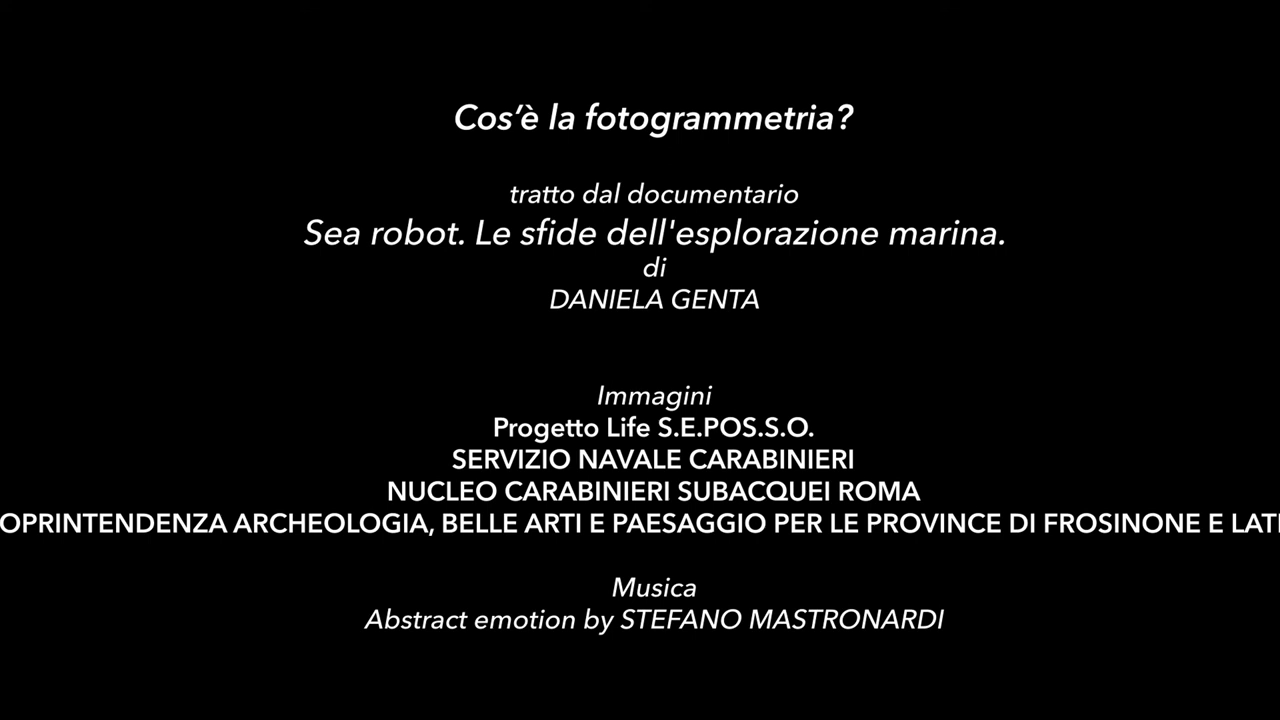 Cos’è la fotogrammetria?
tratto dal documentario
Sea robot. Le sfide dell'esplorazione marina.
di
DANIELA GENTA
Immagini
Progetto Life S.E.POS.S.O.
SERVIZIO NAVALE CARABINIERI
NUCLEO CARABINIERI SUBACQUEI ROMA
OPRINTENDENZA ARCHEOLOGIA, BELLE ARTI E PAESAGGIO PER LE PROVINCE DI FROSINONE E LATI
Musica
Abstract emotion by STEFANO MASTRONARDI